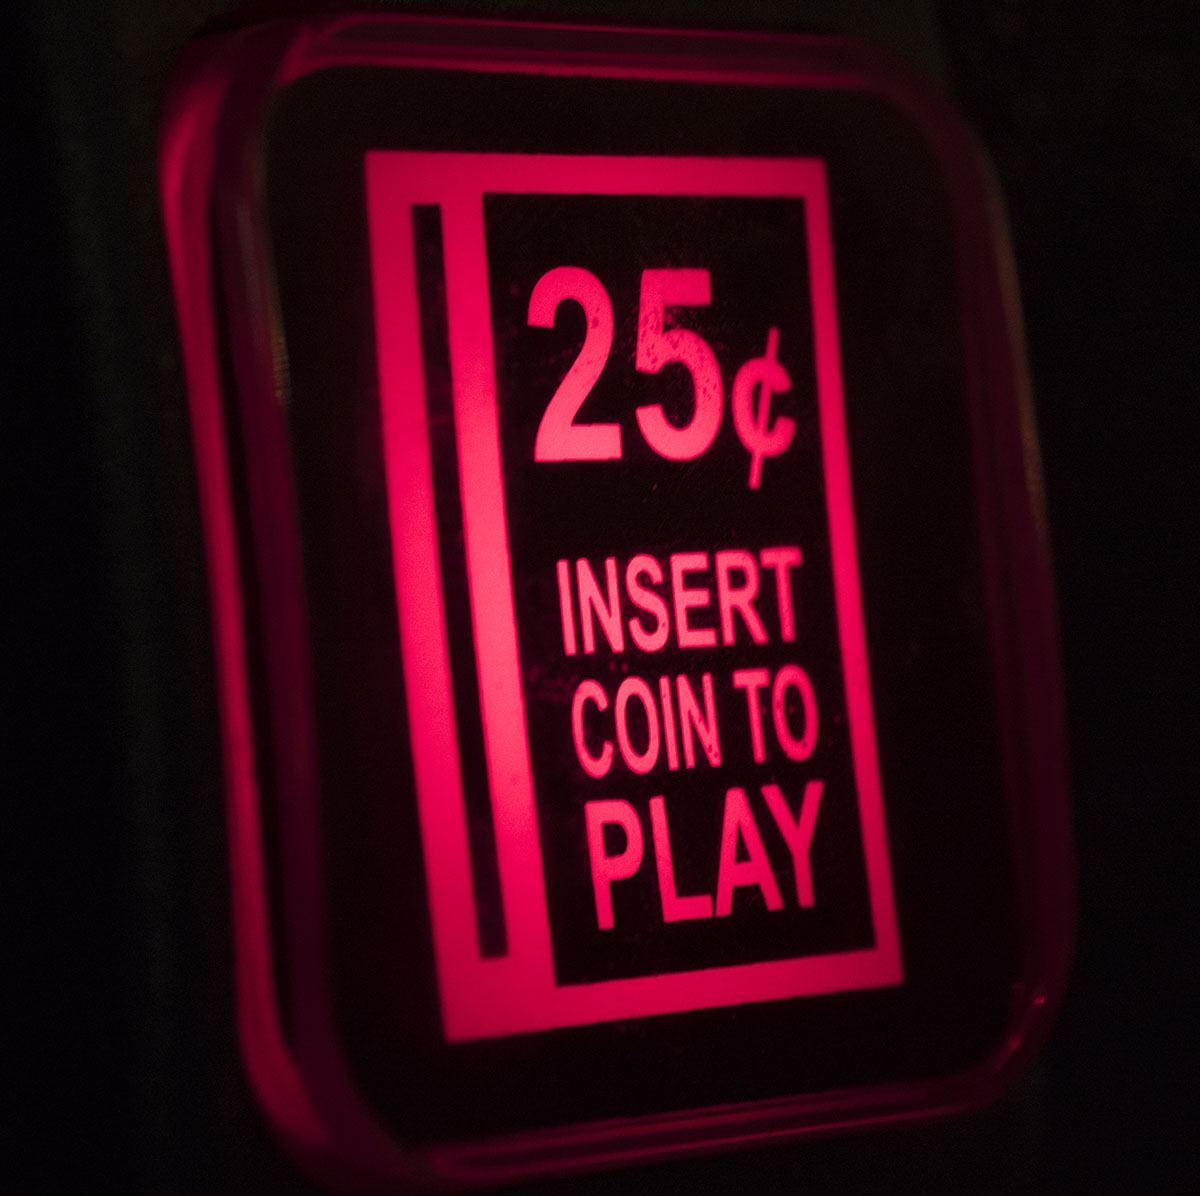 25¢
INSERT
COIN TO
PLAY